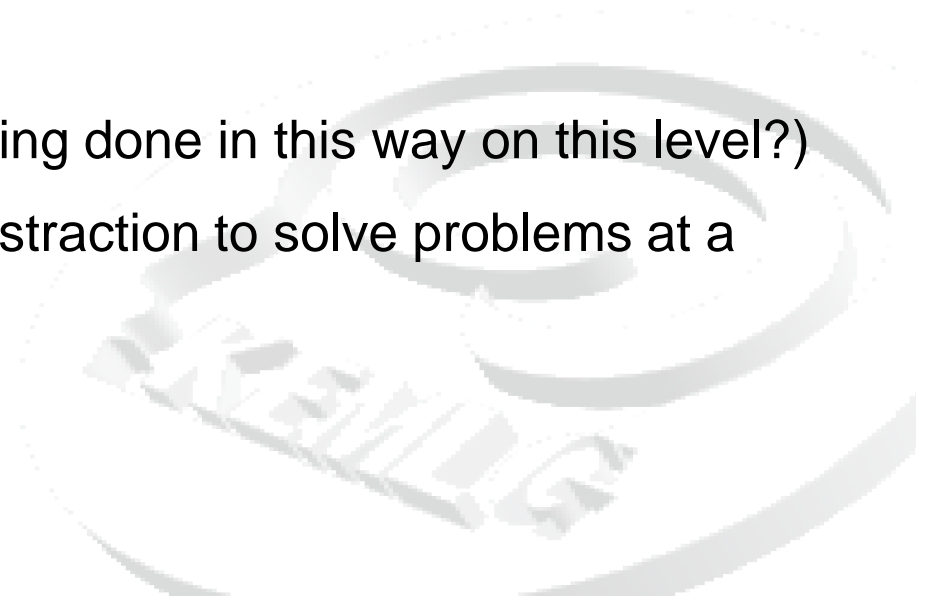 ing done in this way on this level?)
straction to solve problems at a
KEMLG